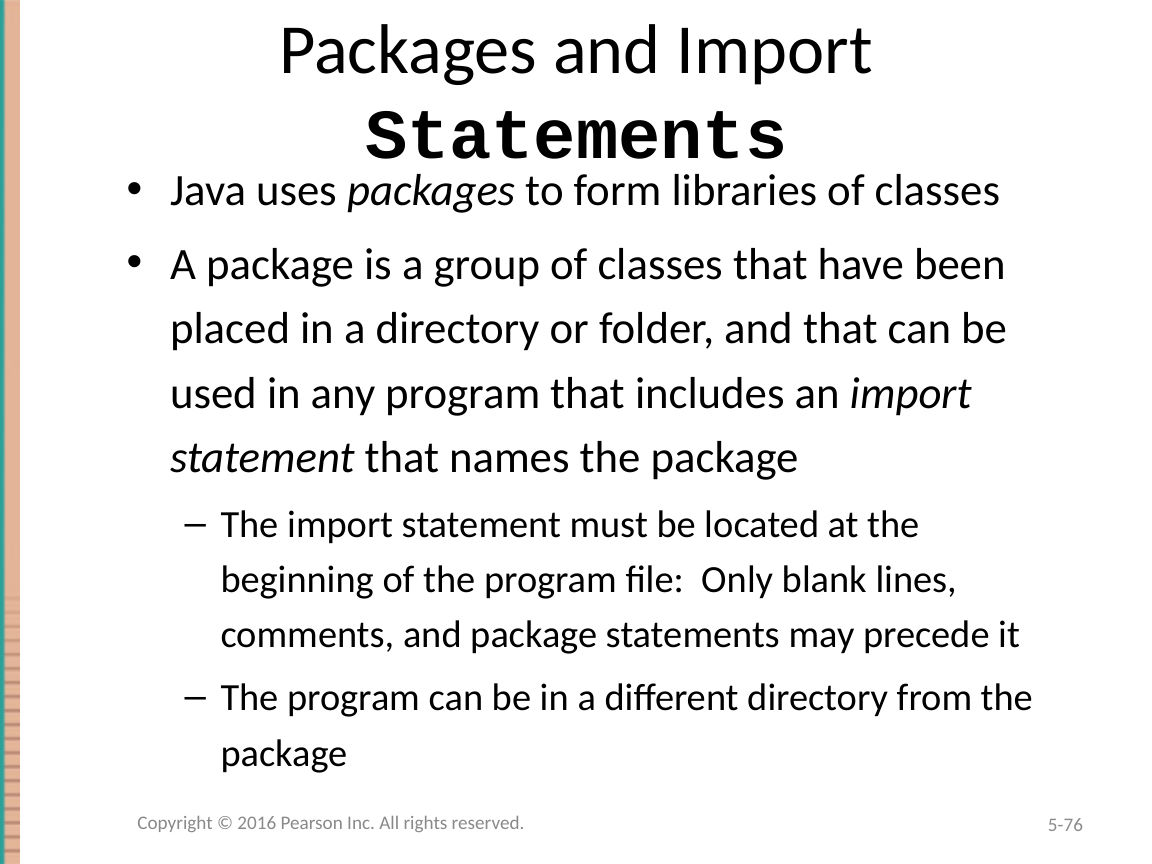 Packages and Import
Statements
• Java uses packages to form libraries of classes
• A package is a group of classes that have been
placed in a directory or folder, and that can be
used in any program that includes an import
statement that names the package
– The import statement must be located at the
beginning of the program file:  Only blank lines,
comments, and package statements may precede it
– The program can be in a different directory from the
package
Copyright © 2016 Pearson Inc. All rights reserved.
5-76